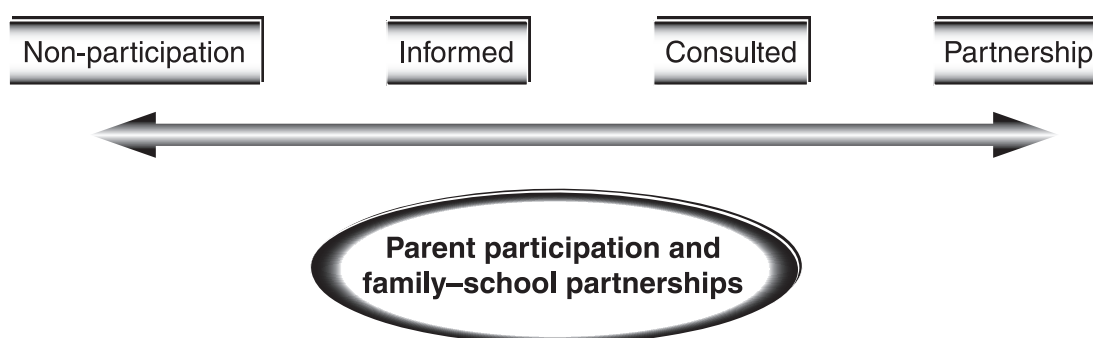 Non-participation
Informed
Consulted
Partnership
Parent participation and
family–school partnerships